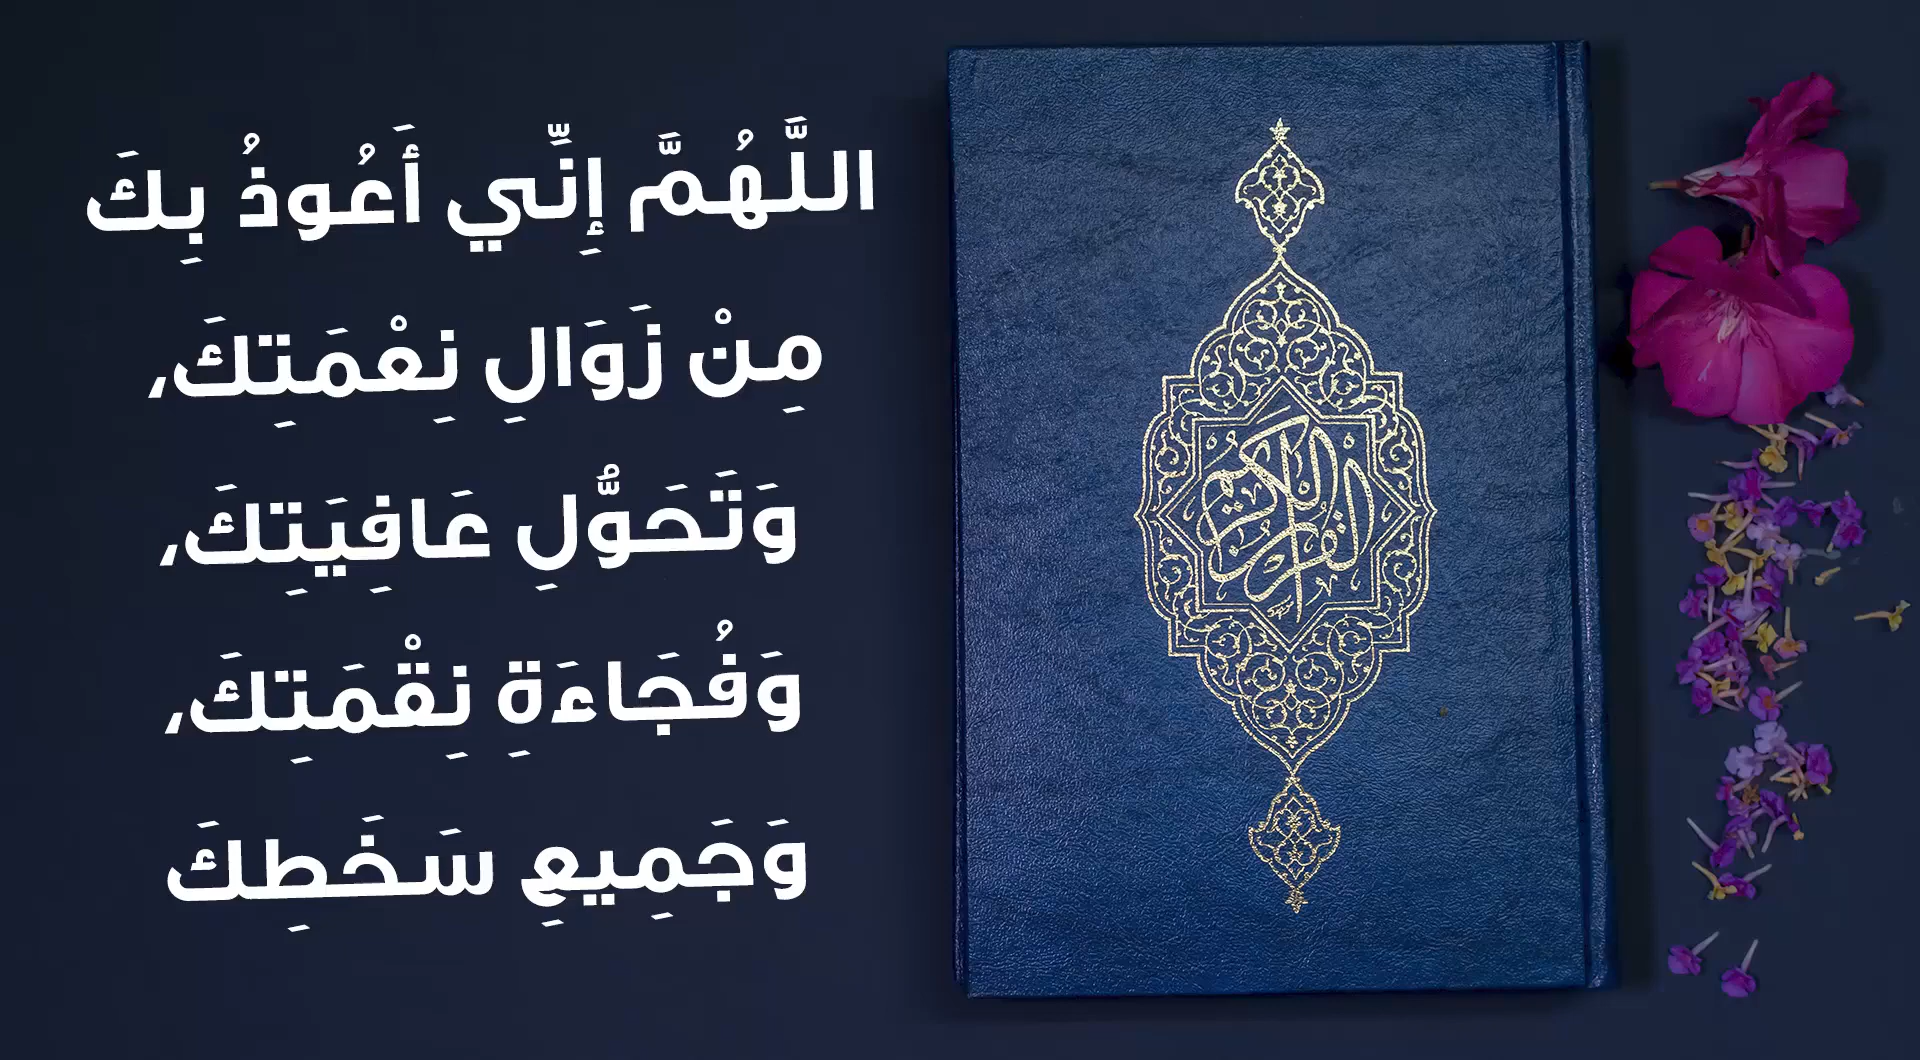 اللَّهُمَّ إِنِّي أَعُوذُ بِكَ
مِنْ زَوَالِ نِعْمَتِكَ،
وَتَحَوُّلِ عَافِيَتِكَ،
وَفُجَاءَةِ نِقْمَتِكَ،
وَجَمِيعِ سَخَطِكَ
القرآن الكريم